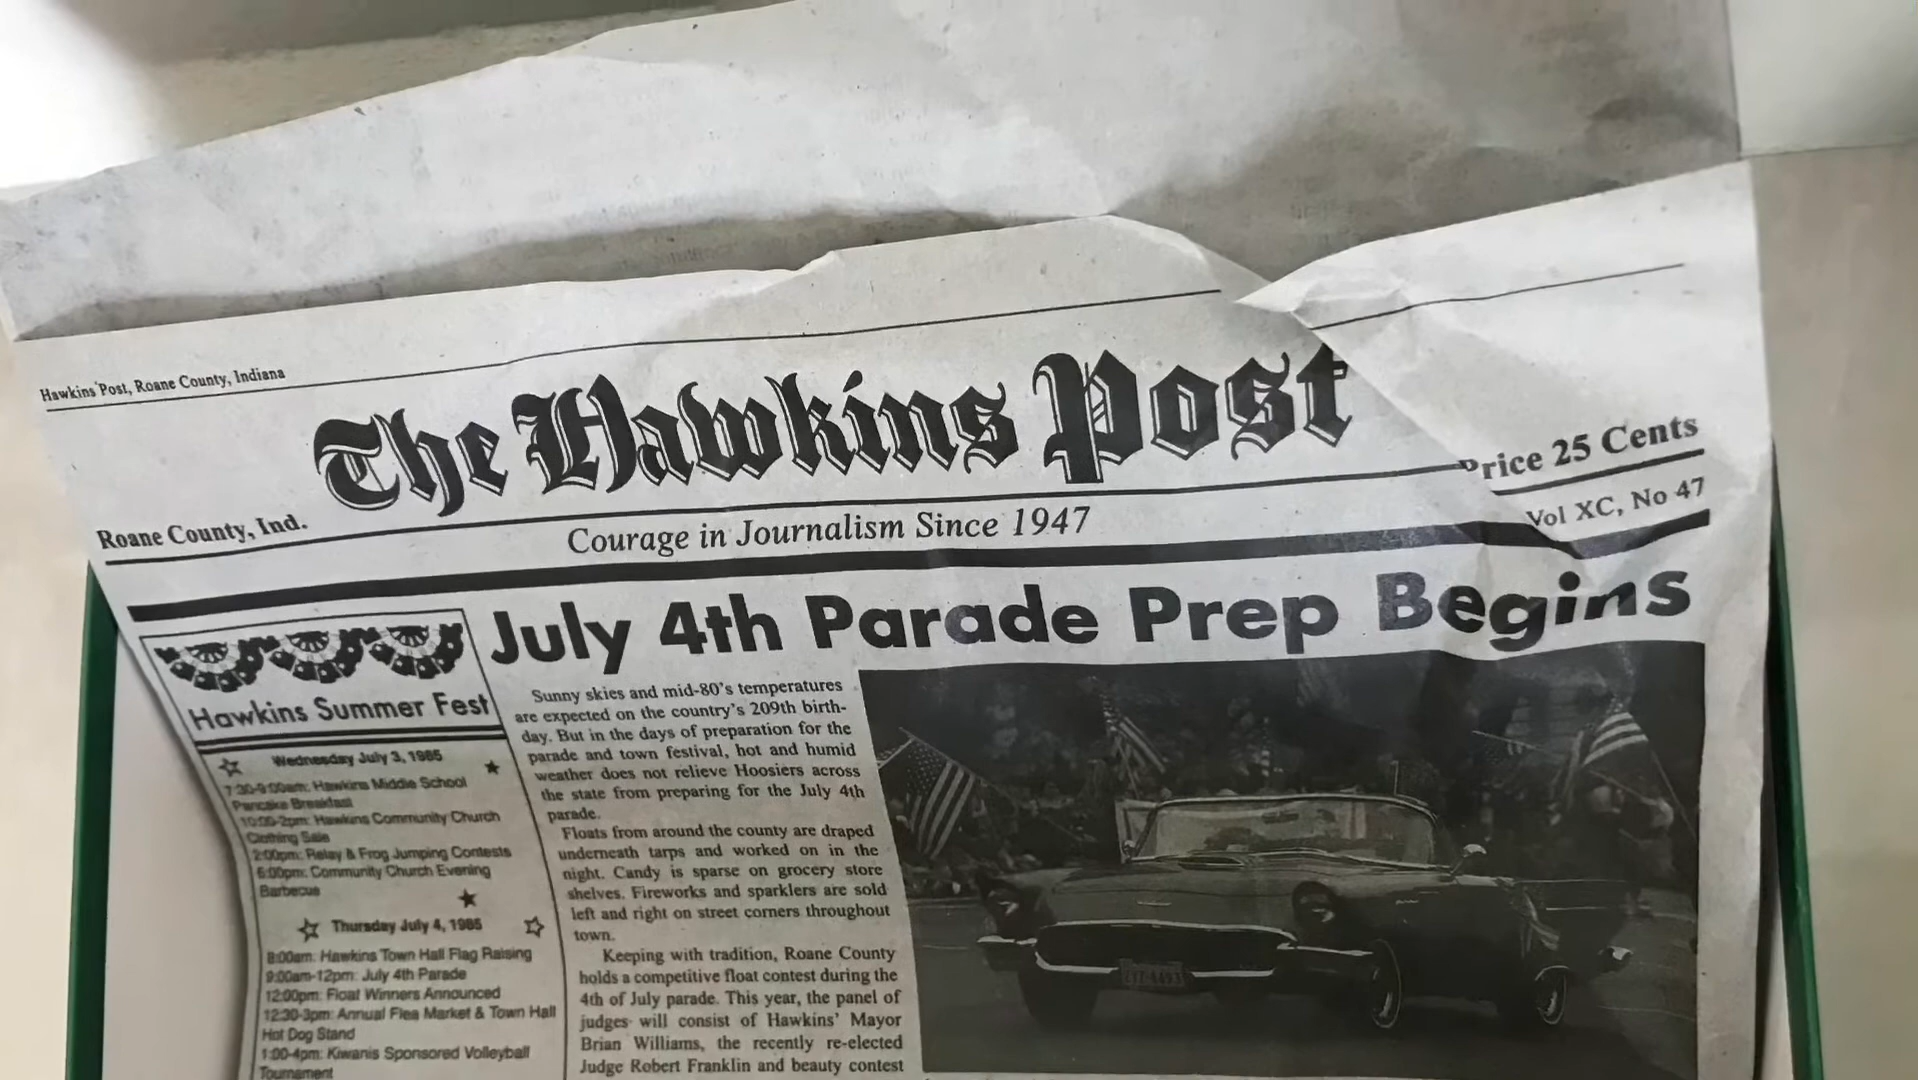 Hawkins Post, Roane County, Indiana
The Hawkins Post
Roane County, Ind.
Price 25 Cents
Courage in Journalism Since 1947
Vol XC, No 47
July 4th Parade Prep Begins
Hawkins Summer Fest
Wednesday July 3, 1985
7:30-9:00am: Hawkins Middle School
Pancake Breakfast
10:00-2pm: Hawkins Community Church
Clothing Sale
2:00pm: Relay & Frog Jumping Contests
6:00pm: Community Church Evening
Barbecue
Thursday July 4, 1985
8:00am: Hawkins Town Hall Flag Raising
9:00am-12pm: July 4th Parade
12:00pm: Float Winners Announced
12:30-3pm: Annual Flea Market & Town Hall
Hot Dog Stand
1:00-4pm: Kiwanis Sponsored Volleyball
Tournament
Sunny skies and mid-80's temperatures
are expected on the country's 209th birth-
day. But in the days of preparation for the
parade and town festival, hot and humid
weather does not relieve Hoosiers across
the state from preparing for the July 4th
parade.
Floats from around the county are draped
underneath tarps and worked on in the
night. Candy is sparse on grocery store
shelves. Fireworks and sparklers are sold
left and right on street corners throughout
town.
Keeping with tradition, Roane County
holds a competitive float contest during the
4th of July parade. This year, the panel of
judges will consist of Hawkins' Mayor
Brian Williams, the recently re-elected
Judge Robert Franklin and beauty contest